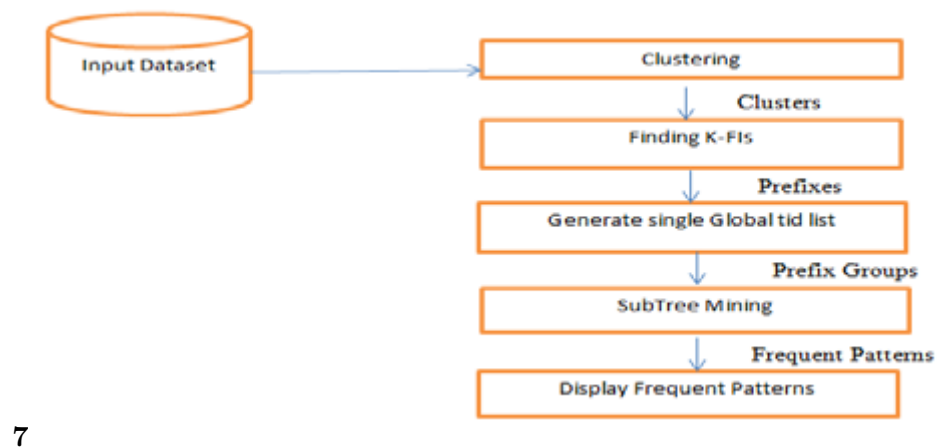 Input Dataset
Clustering
Clusters
Finding K-FIs
Prefixes
Generate single Global tid list
Prefix Groups
SubTree Mining
Frequent Patterns
Display Frequent Patterns
7